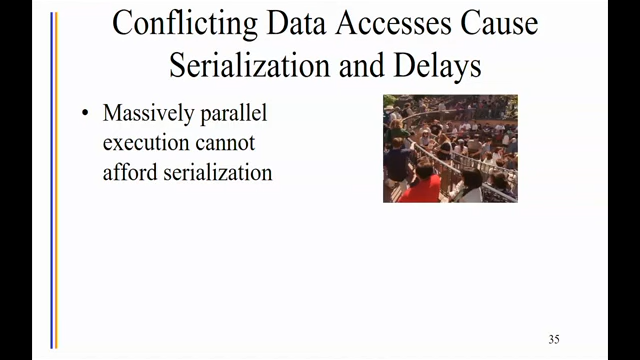 Conflicting Data Accesses Cause
Serialization and Delays
• Massively parallel
execution cannot
afford serialization
35